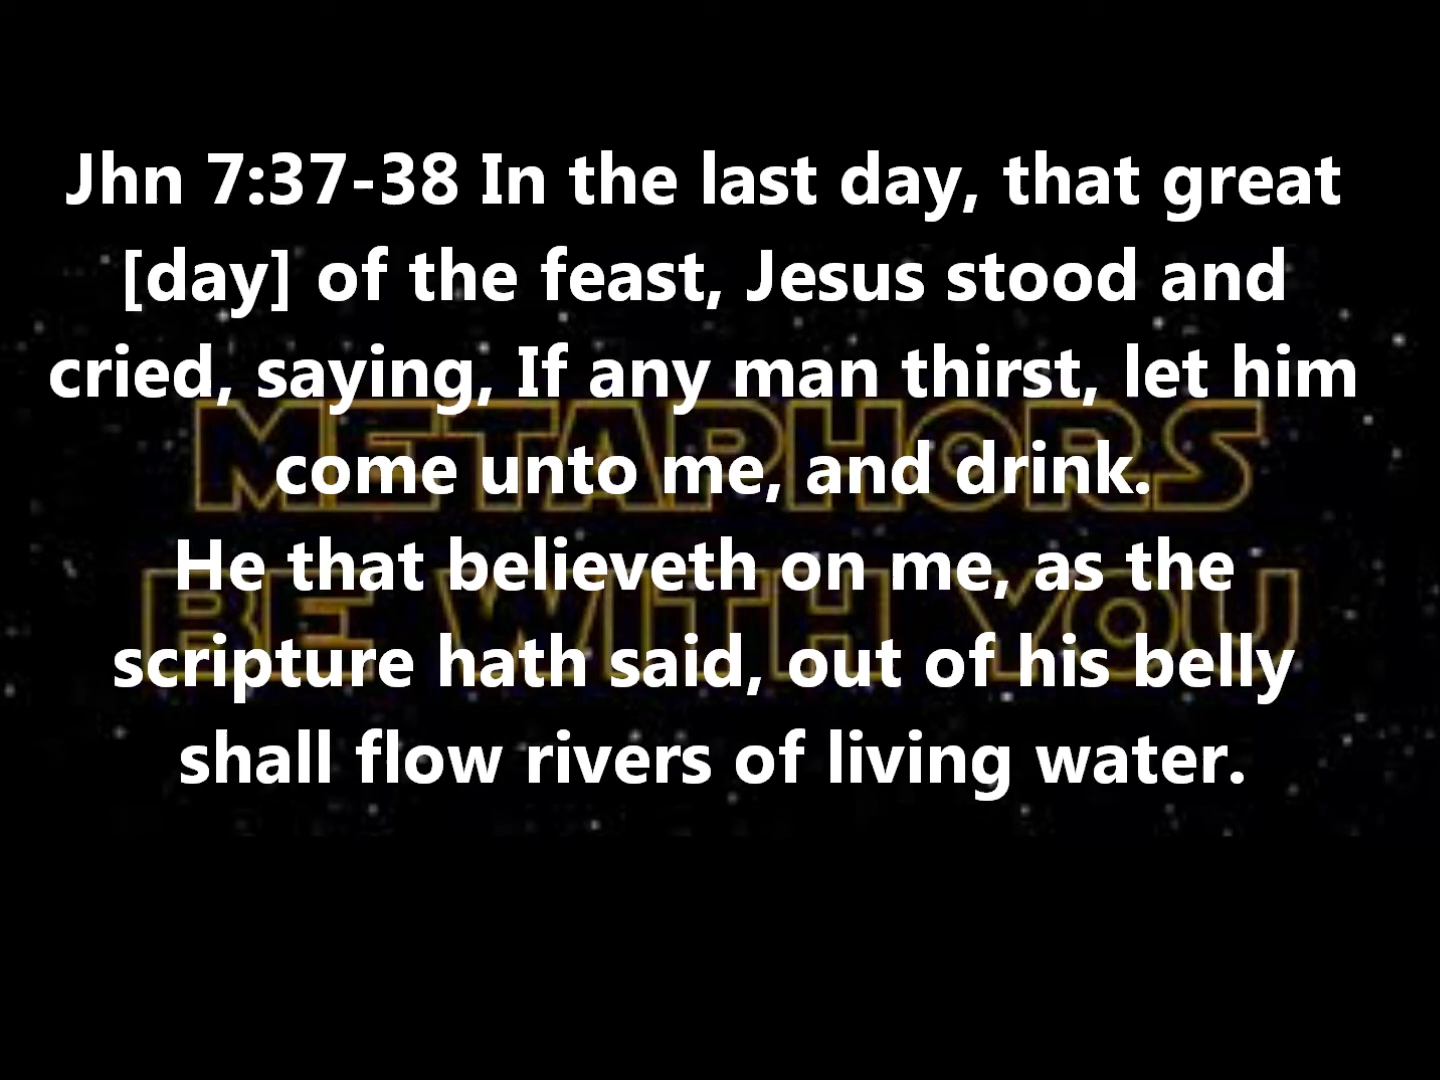 Jhn 7:37-38 In the last day, that great
[day] of the feast, Jesus stood and
cried, saying, If any man thirst, let him
come unto me, and drink.
He that believeth on me, as the
scripture hath said, out of his belly
shall flow rivers of living water.
METAPHORS
BE WITH YOU